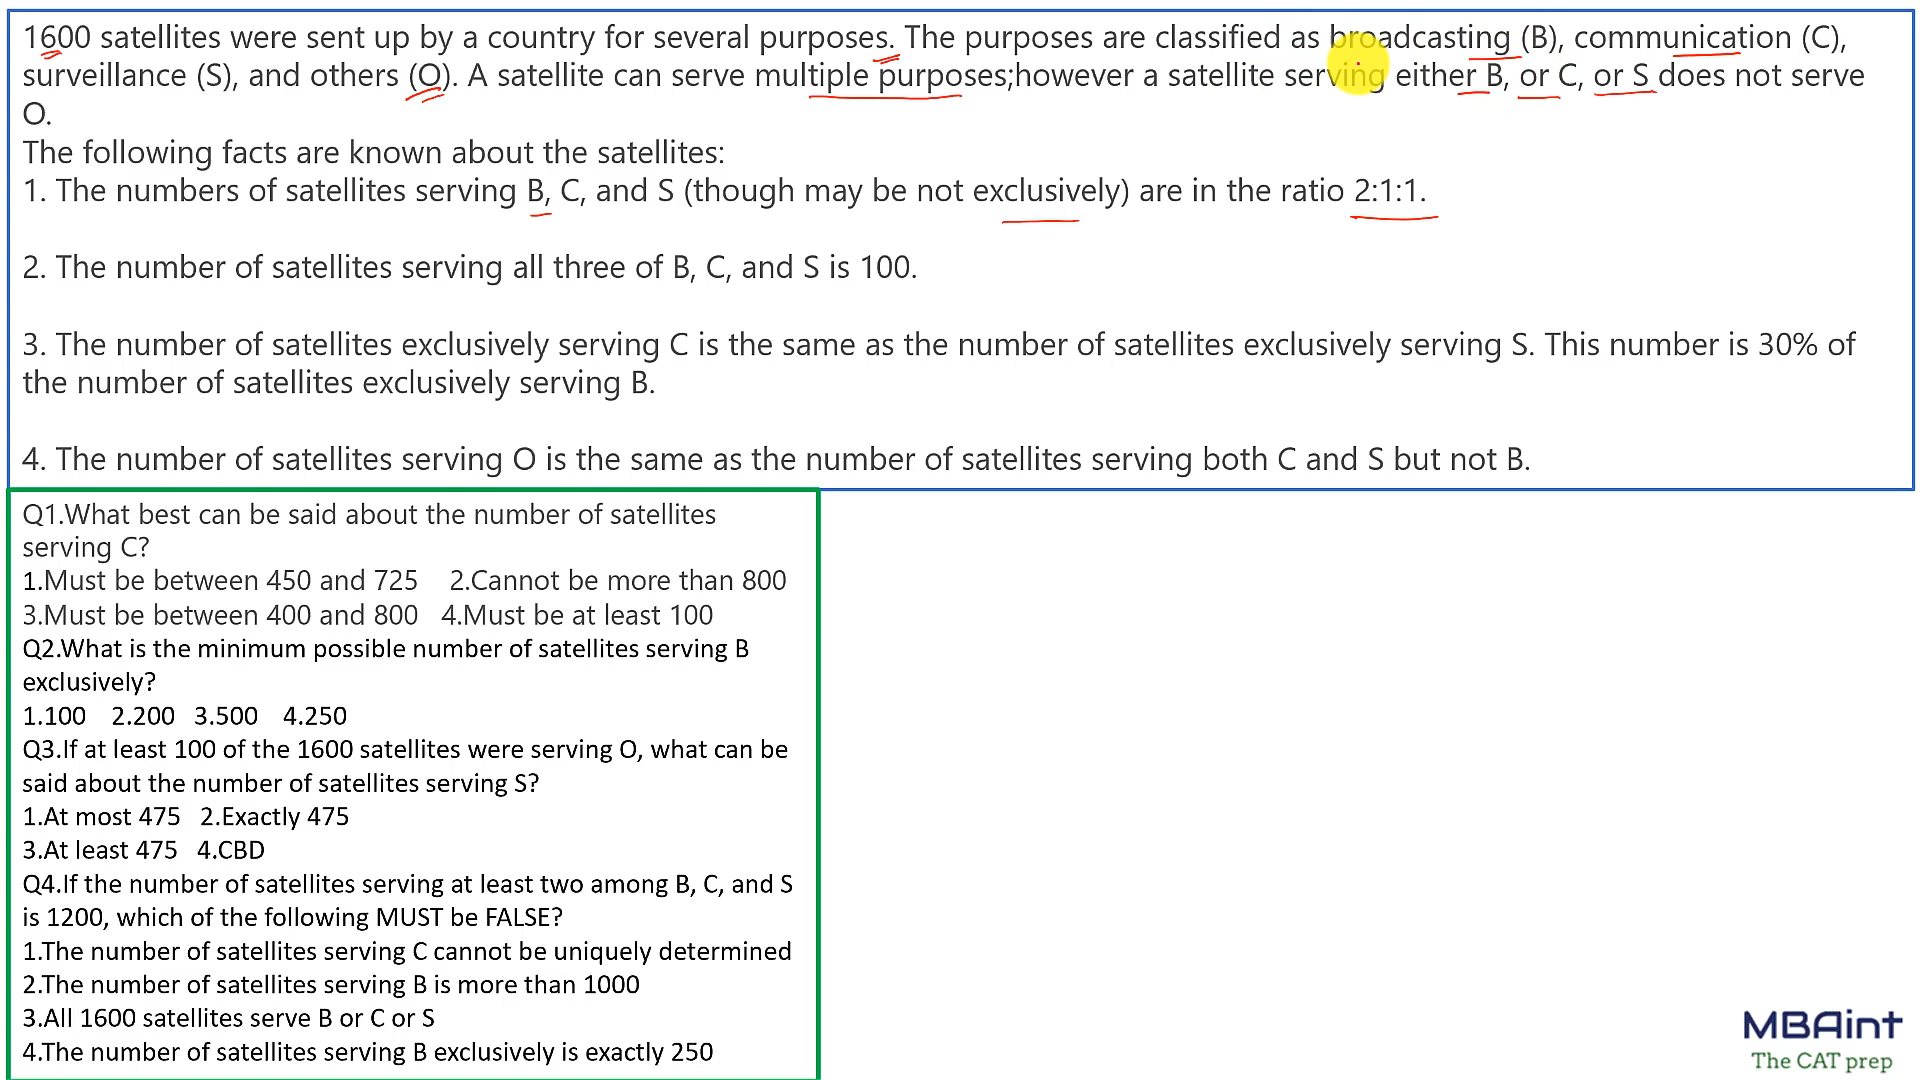 1600 satellites were sent up by a country for several purposes. The purposes are classified as broadcasting (B), communication (C),
surveillance (S), and others (O). A satellite can serve multiple purposes;however a satellite serving either B, or C, or S does not serve
O.
The following facts are known about the satellites:
1. The numbers of satellites serving B, C, and S (though may be not exclusively) are in the ratio 2:1:1.
2. The number of satellites serving all three of B, C, and S is 100.
3. The number of satellites exclusively serving C is the same as the number of satellites exclusively serving S. This number is 30% of
the number of satellites exclusively serving B.
4. The number of satellites serving O is the same as the number of satellites serving both C and S but not B.
Q1.What best can be said about the number of satellites
serving C?
1.Must be between 450 and 725 2.Cannot be more than 800
3.Must be between 400 and 800 4.Must be at least 100
Q2.What is the minimum possible number of satellites serving B
exclusively?
1.100 2.200 3.500 4.250
Q3.If at least 100 of the 1600 satellites were serving O, what can be
said about the number of satellites serving S?
1.At most 475 2.Exactly 475
3.At least 475 4.CBD
Q4.If the number of satellites serving at least two among B, C, and S
is 1200, which of the following MUST be FALSE?
1.The number of satellites serving C cannot be uniquely determined
2.The number of satellites serving B is more than 1000
3.All 1600 satellites serve B or C or S
4.The number of satellites serving B exclusively is exactly 250
MBAint
The CAT prep